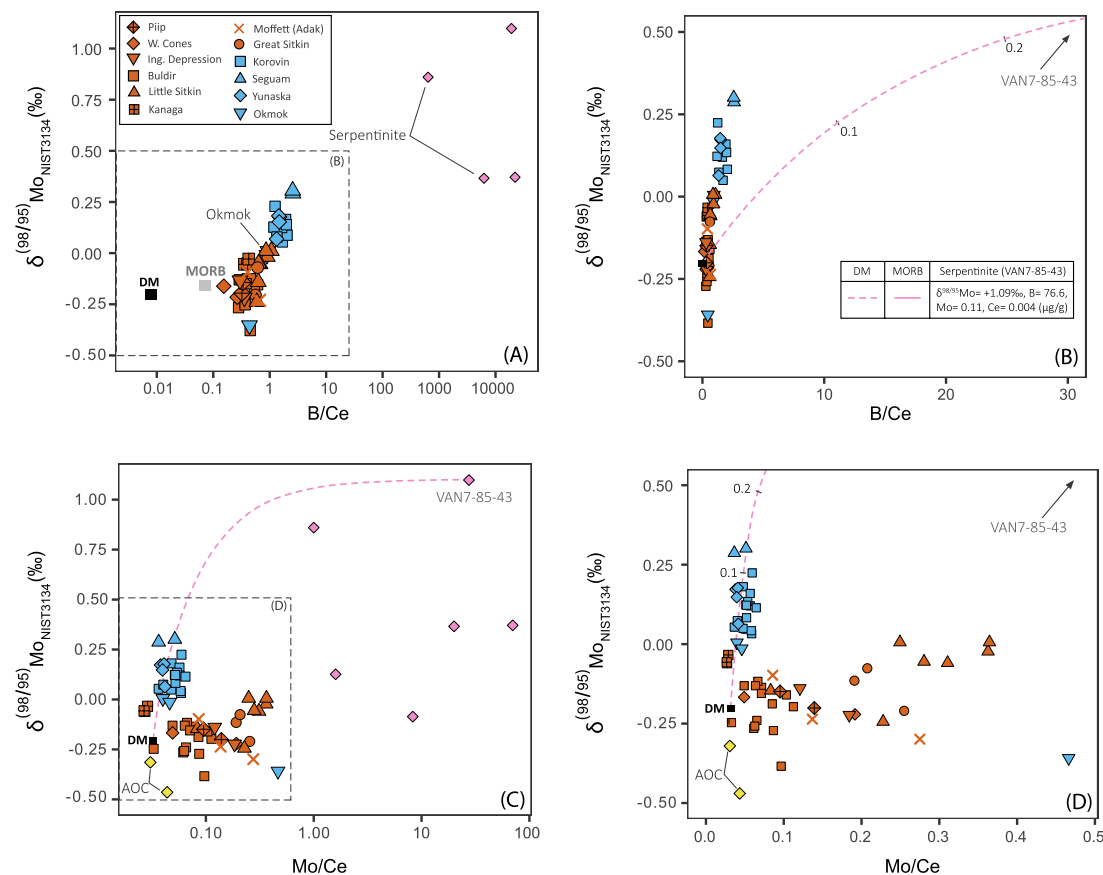 Piip
W. Cones
Ing. Depression
Buldir
Little Sitkin
Kanaga
Moffett (Adak)
Great Sitkin
Korovin
Seguam
Yunaska
Okmok
Serpentinite
(B)
Okmok
DM
MORB
(A)
1.00
0.75
0.50
0.25
0.00
-0.25
-0.50
δ(98/95)MoNIST3134(‰)
0.01 0.1 1 10 100 1000 10000
B/Ce
0.2
VAN7-85-43
0.1
DM MORB Serpentinite (VAN7-85-43)
δ98/95Mo= +1.09‰, B= 76.6,
Mo= 0.11, Ce= 0.004 (µg/g)
(B)
0.50
0.25
0.00
-0.25
-0.50
δ(98/95)MoNIST3134(‰)
0 10 20 30
B/Ce
VAN7-85-43
(D)
DM
AOC
(C)
1.00
0.75
0.50
0.25
0.00
-0.25
-0.50
δ(98/95)MoNIST3134(‰)
0.10 1.00 10 100
Mo/Ce
0.2
VAN7-85-43
0.1
DM
AOC
(D)
0.50
0.25
0.00
-0.25
-0.50
δ(98/95)MoNIST3134(‰)
0.0 0.1 0.2 0.3 0.4 0.5
Mo/Ce